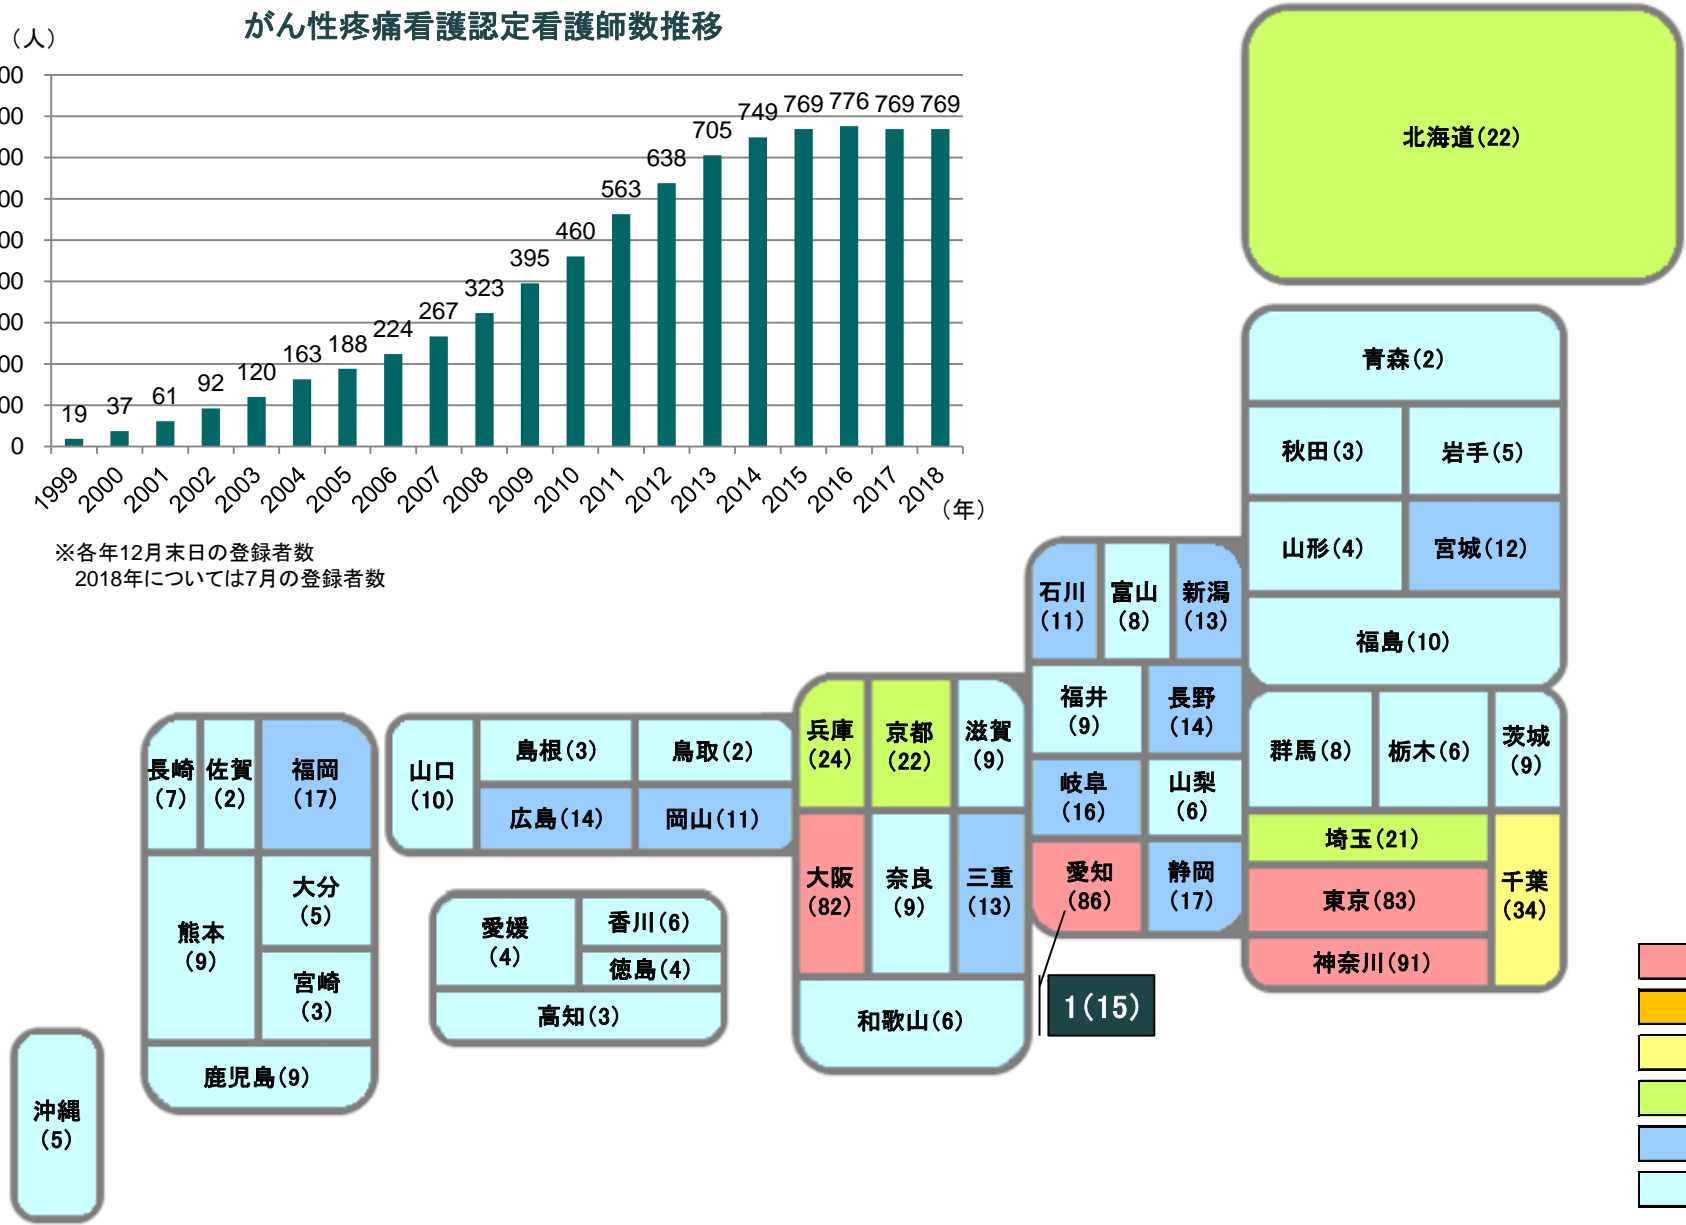 がん性疼痛看護認定看護師数推移
（人）
00
00
00
00
00
00
00
00
00
0
19
37
61
92
120
163
188
224
267
323
395
460
563
638
705
749
769
776
769
769
1999
2000
2001
2002
2003
2004
2005
2006
2007
2008
2009
2010
2011
2012
2013
2014
2015
2016
2017
2018
（年）
※各年12月末日の登録者数
2018年については7月の登録者数
北海道（22）
青森（2）
秋田（3）
岩手（5）
山形（4）
宮城（12）
福島（10）
石川
（11）
富山
（8）
新潟
（13）
福井
（9）
長野
（14）
岐阜
（16）
山梨
（6）
愛知
（86）
静岡
（17）
群馬（8）
栃木（6）
茨城
（9）
埼玉（21）
東京（83）
千葉
（34）
神奈川（91）
兵庫
（24）
京都
（22）
滋賀
（9）
大阪
（82）
奈良
（9）
三重
（13）
和歌山（6）
1（15）
山口
（10）
島根（3）
鳥取（2）
広島（14）
岡山（11）
愛媛
（4）
香川（6）
徳島（4）
高知（3）
長崎
（7）
佐賀
（2）
福岡
（17）
熊本
（9）
大分
（5）
宮崎
（3）
鹿児島（9）
沖縄
（5）